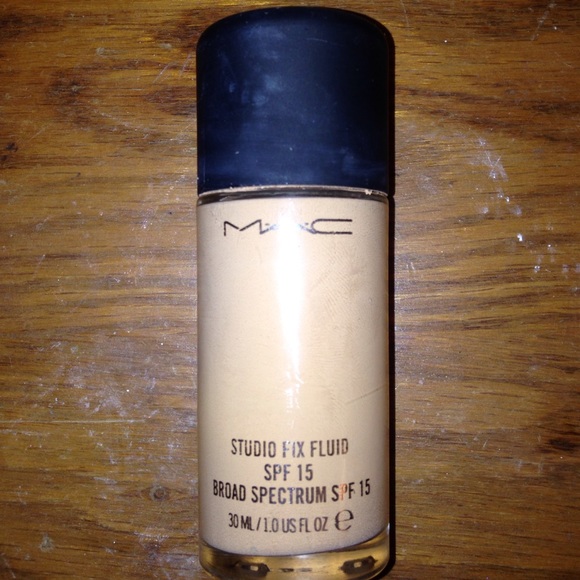 MAC
STUDIO FIX FLUID
SPF 15
BROAD SPECTRUM SPF 15
30 ML / 1.0 US FL OZ ℮